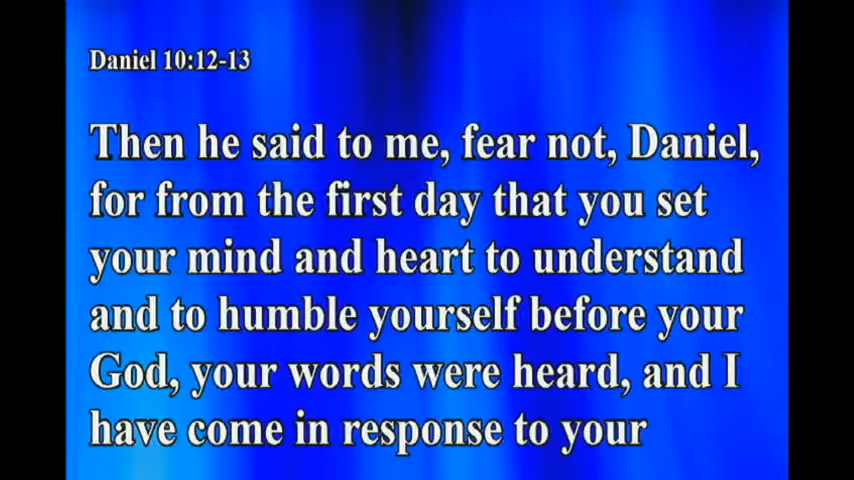 Daniel 10:12-13
Then he said to me, fear not, Daniel,
for from the first day that you set
your mind and heart to understand
and to humble yourself before your
God, your words were heard, and I
have come in response to your